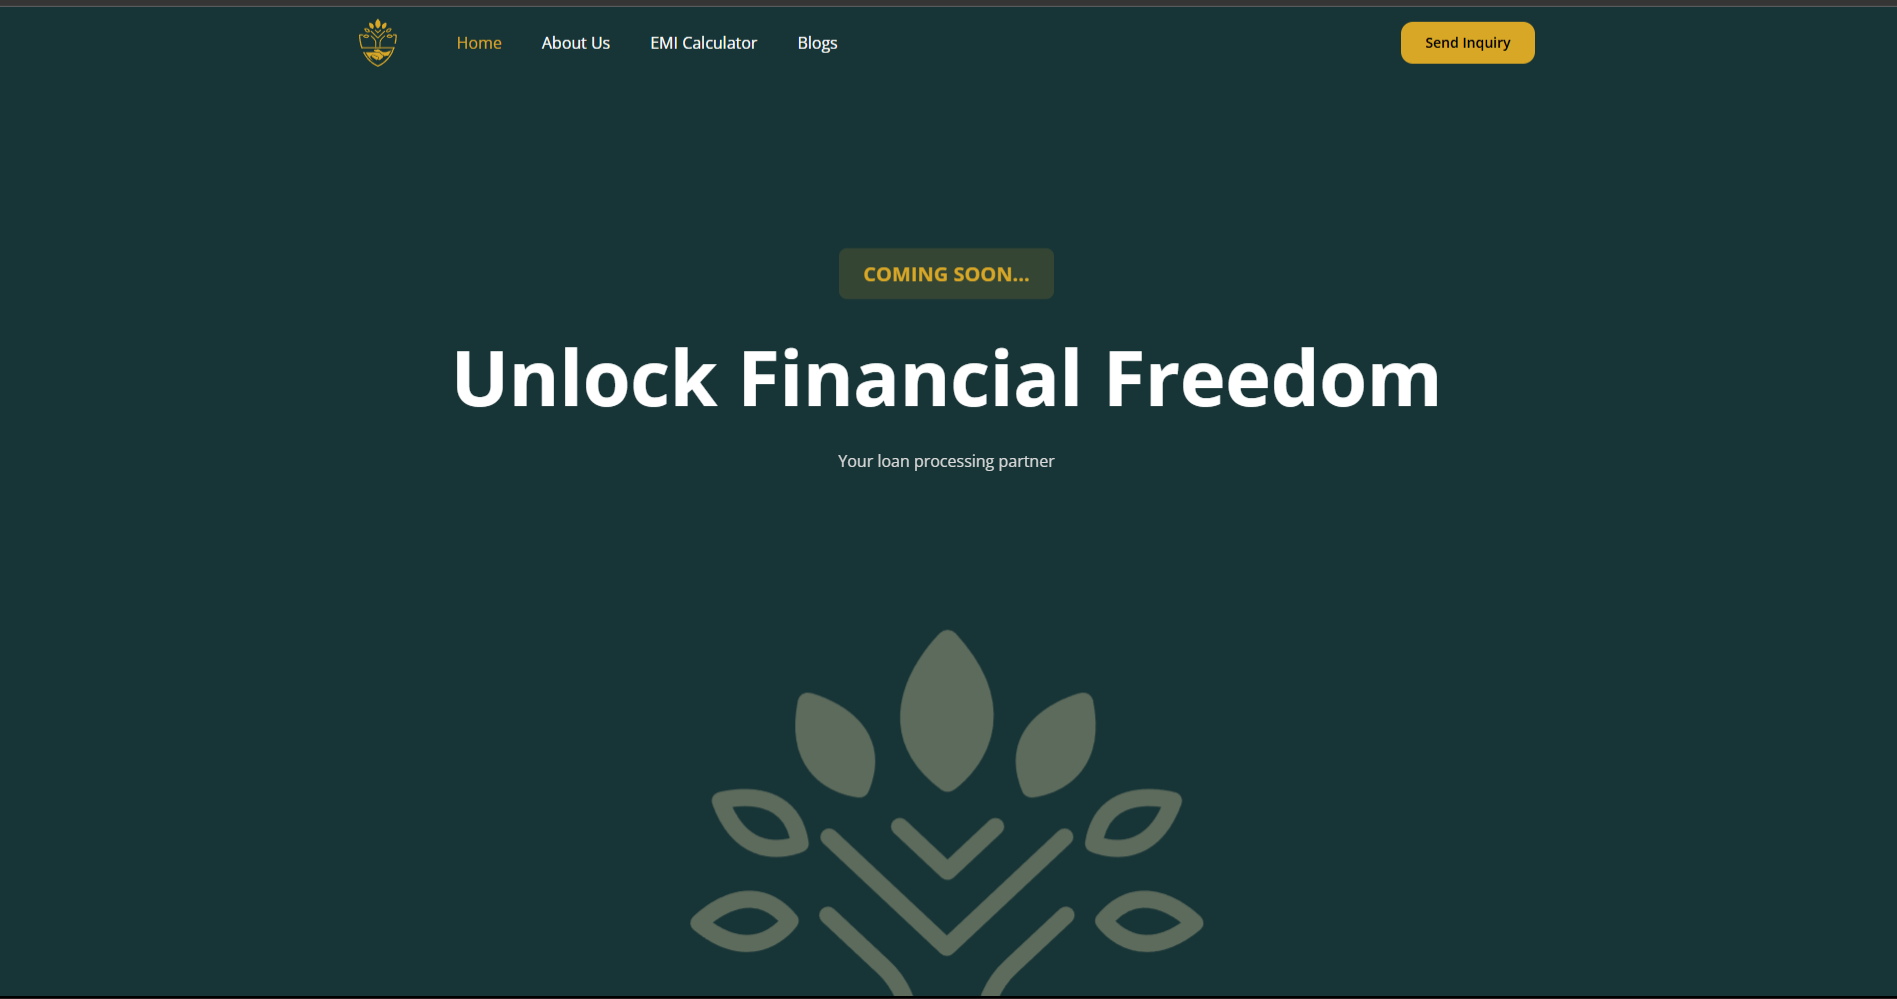 Home About Us EMI Calculator Blogs Send Inquiry
COMING SOON...
Unlock Financial Freedom
Your loan processing partner